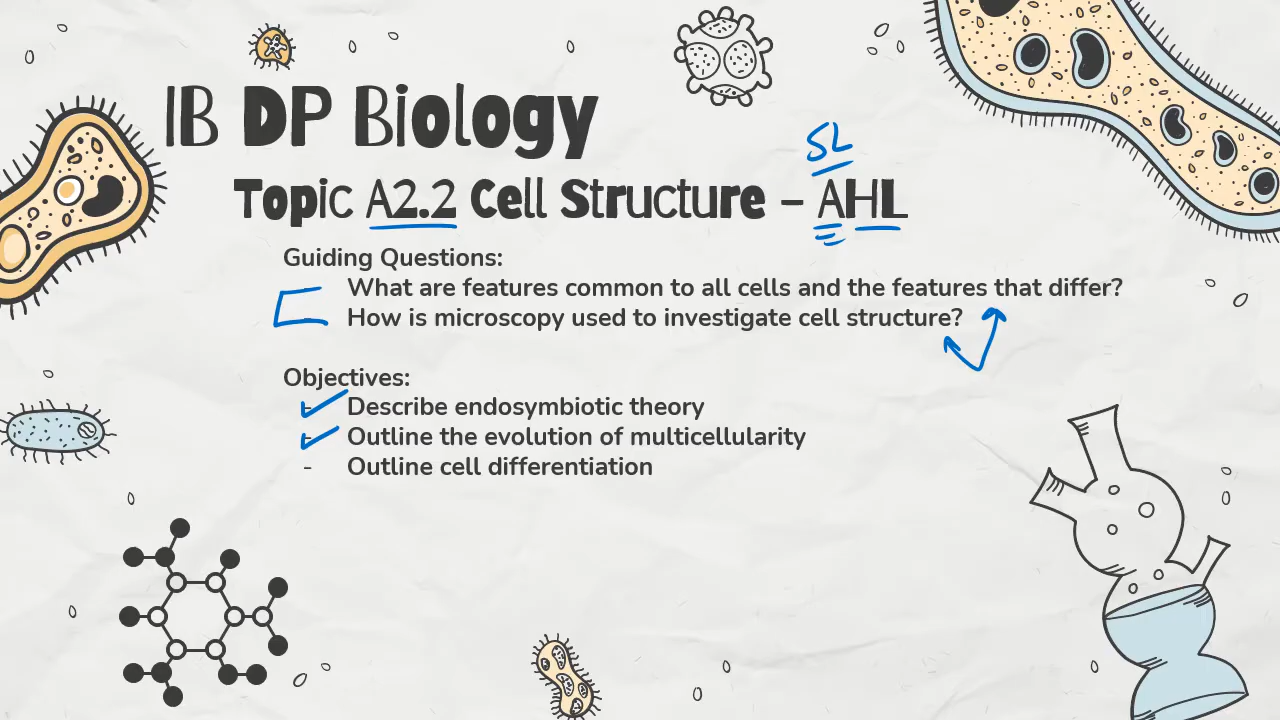 IB DP Biology
SL
Topic A2.2 Cell Structure – AHL
Guiding Questions:
What are features common to all cells and the features that differ?
- How is microscopy used to investigate cell structure?
Objectives:
- Describe endosymbiotic theory
- Outline the evolution of multicellularity
- Outline cell differentiation